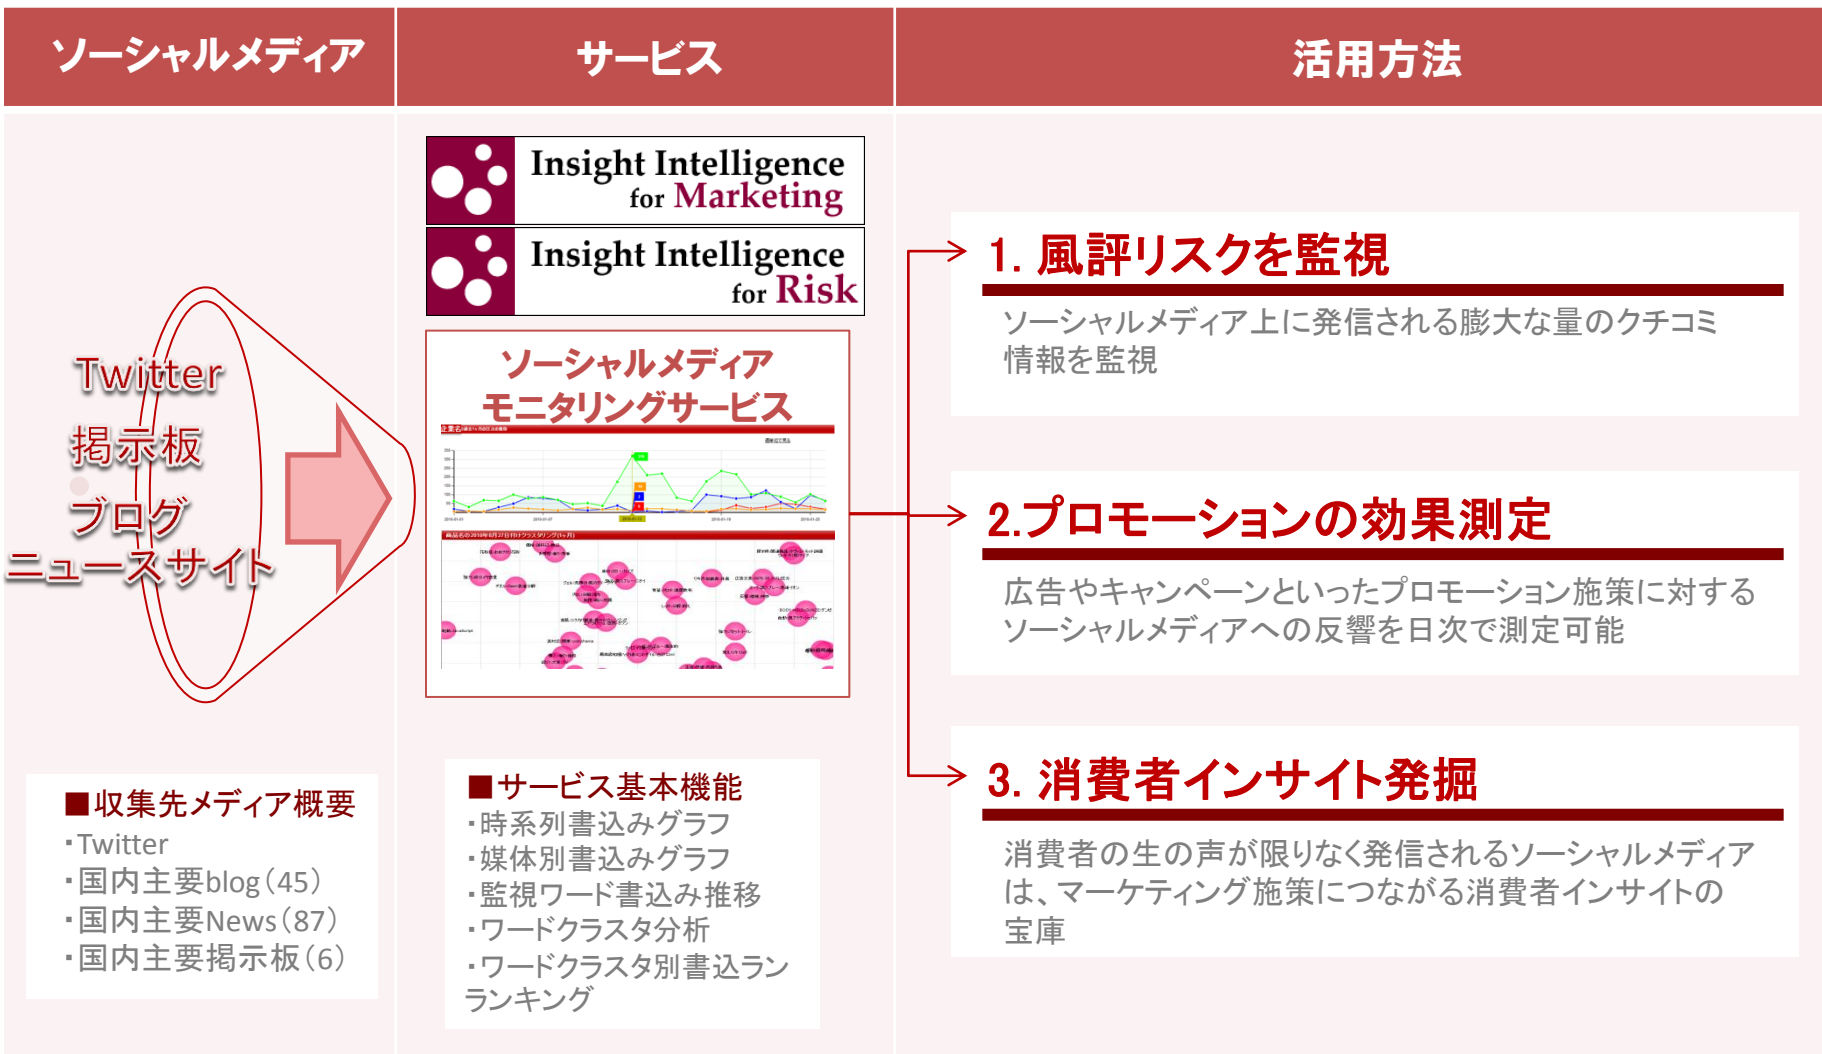 ソーシャルメディア
サービス
活用方法
Twitter
掲示板
ブログ
ニュースサイト
■収集先メディア概要
・Twitter
・国内主要blog（45）
・国内主要News（87）
・国内主要掲示板（6）
Insight Intelligence
for Marketing
Insight Intelligence
for Risk
ソーシャルメディア
モニタリングサービス
■サービス基本機能
・時系列書込みグラフ
・媒体別書込みグラフ
・監視ワード書込み推移
・ワードクラスタ分析
・ワードクラスタ別書込ラン
ランキング
1. 風評リスクを監視
ソーシャルメディア上に発信される膨大な量のクチコミ
情報を監視
2.プロモーションの効果測定
広告やキャンペーンといったプロモーション施策に対する
ソーシャルメディアへの反響を日次で測定可能
3. 消費者インサイト発掘
消費者の生の声が限りなく発信されるソーシャルメディア
は、マーケティング施策につながる消費者インサイトの
宝庫